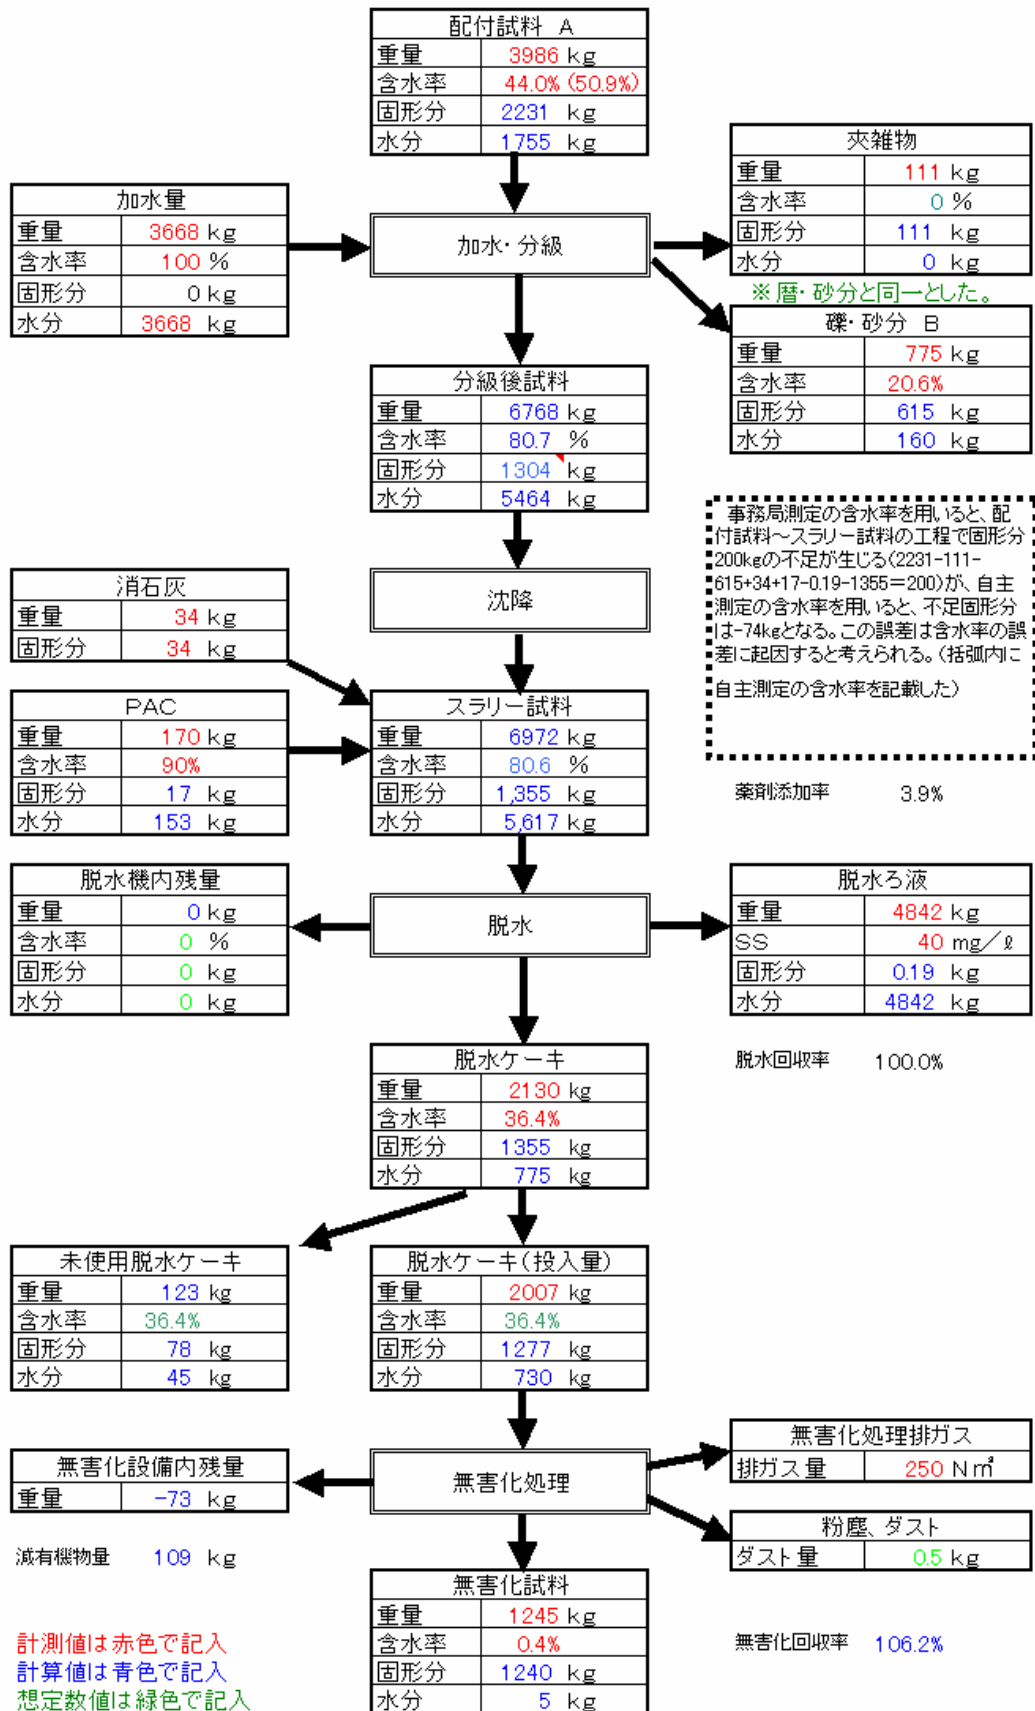 配付試料 A
重量 3986 kg
含水率 44.0% (50.9%)
固形分 2231 kg
水分 1755 kg
夾雑物
重量 111 kg
含水率 0 %
固形分 111 kg
水分 0 kg
※暦・砂分と同一とした。
加水量
重量 3668 kg
含水率 100 %
固形分 0 kg
水分 3668 kg
加水・分級
礫・砂分 B
重量 775 kg
含水率 20.6%
固形分 615 kg
水分 160 kg
分級後試料
重量 6768 kg
含水率 80.7 %
固形分 1304 kg
水分 5464 kg
事務局測定の含水率を用いると、配
付試料～スラリー試料の工程で固形分
200kgの不足が生じる(2231-111-
615+34+17-0.19-1355=200)が、自主
測定の含水率を用いると、不足固形分
は-74kgとなる。この誤差は含水率の誤
差に起因すると考えられる。(括弧内に
自主測定の含水率を記載した)
沈降
消石灰
重量 34 kg
固形分 34 kg
PAC
重量 170 kg
含水率 90%
固形分 17 kg
水分 153 kg
スラリー試料
重量 6972 kg
含水率 80.6 %
固形分 1,355 kg
水分 5,617 kg
薬剤添加率 3.9%
脱水機内残量
重量 0 kg
含水率 0 %
固形分 0 kg
水分 0 kg
脱水
脱水ろ液
重量 4842 kg
SS 40 mg/ℓ
固形分 0.19 kg
水分 4842 kg
脱水回収率 100.0%
脱水ケーキ
重量 2130 kg
含水率 36.4%
固形分 1355 kg
水分 775 kg
未使用脱水ケーキ
重量 123 kg
含水率 36.4%
固形分 78 kg
水分 45 kg
脱水ケーキ(投入量)
重量 2007 kg
含水率 36.4%
固形分 1277 kg
水分 730 kg
無害化設備内残量
重量 -73 kg
減有機物量 109 kg
無害化処理
無害化処理排ガス
排ガス量 250 N㎥
粉塵、ダスト
ダスト量 0.5 kg
無害化試料
重量 1245 kg
含水率 0.4%
固形分 1240 kg
水分 5 kg
無害化回収率 106.2%
計測値は赤色で記入
計算値は青色で記入
想定数値は緑色で記入